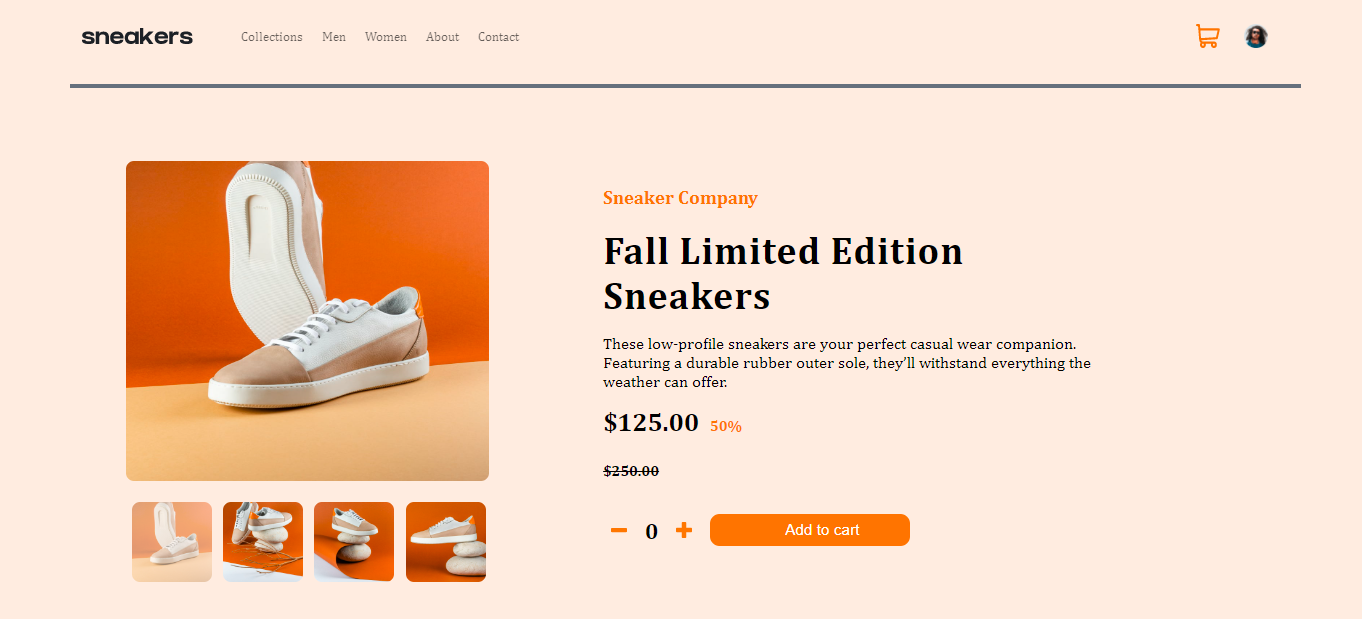 sneakers
Collections Men Women About Contact
Sneaker Company
Fall Limited Edition
Sneakers
These low-profile sneakers are your perfect casual wear companion.
Featuring a durable rubber outer sole, they’ll withstand everything the
weather can offer.
$125.00 50%
$250.00
0 Add to cart